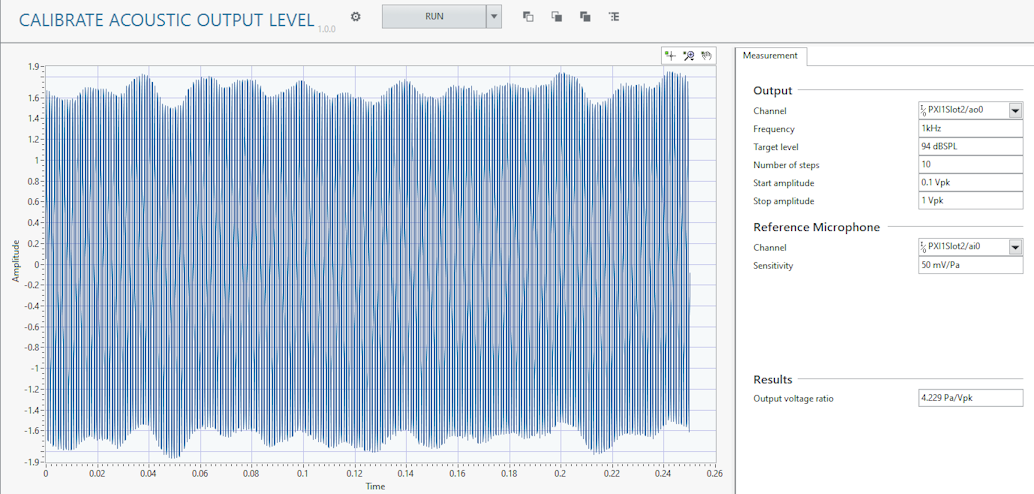 CALIBRATE ACOUSTIC OUTPUT LEVEL 1.0.0
RUN
Measurement
1.9
1.6
1.4
1.2
1
0.8
0.6
0.4
0.2
0
-0.2
-0.4
-0.6
-0.8
-1
-1.2
-1.4
-1.6
-1.9
Amplitude
0 0.02 0.04 0.06 0.08 0.1 0.12 0.14 0.16 0.18 0.2 0.22 0.24 0.26
Time
Output
Channel PXI1Slot2/ao0
Frequency 1kHz
Target level 94 dBSPL
Number of steps 10
Start amplitude 0.1 Vpk
Stop amplitude 1 Vpk
Reference Microphone
Channel PXI1Slot2/ai0
Sensitivity 50 mV/Pa
Results
Output voltage ratio 4.229 Pa/Vpk